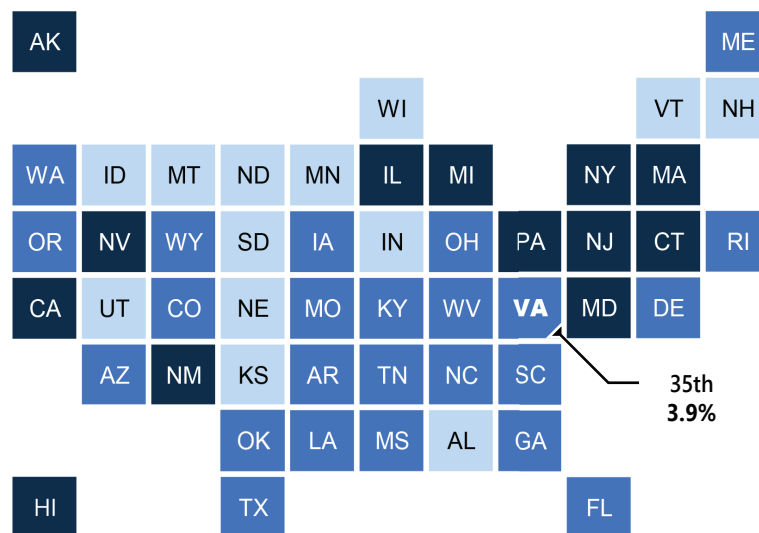 AK ME
WI VT NH
WA ID MT ND MN IL MI NY MA
OR NV WY SD IA IN OH PA NJ CT RI
CA UT CO NE MO KY WV VA MD DE
AZ NM KS AR TN NC SC
35th
3.9%
OK LA MS AL GA
HI TX FL